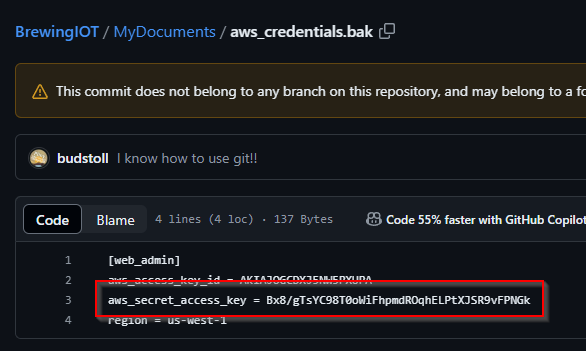 BrewingIOT / MyDocuments / aws_credentials.bak
This commit does not belong to any branch on this repository, and may belong to a
budstoll I know how to use git!!
Code Blame 4 lines (4 loc) · 137 Bytes Code 55% faster with GitHub Copilot
1 [web_admin]
2 aws_access_key_id =
3 aws_secret_access_key = Bx8/gTsYC98T0oWiFhpmdROqhELPtXJSR9vFPNGk
4 region = us-west-1